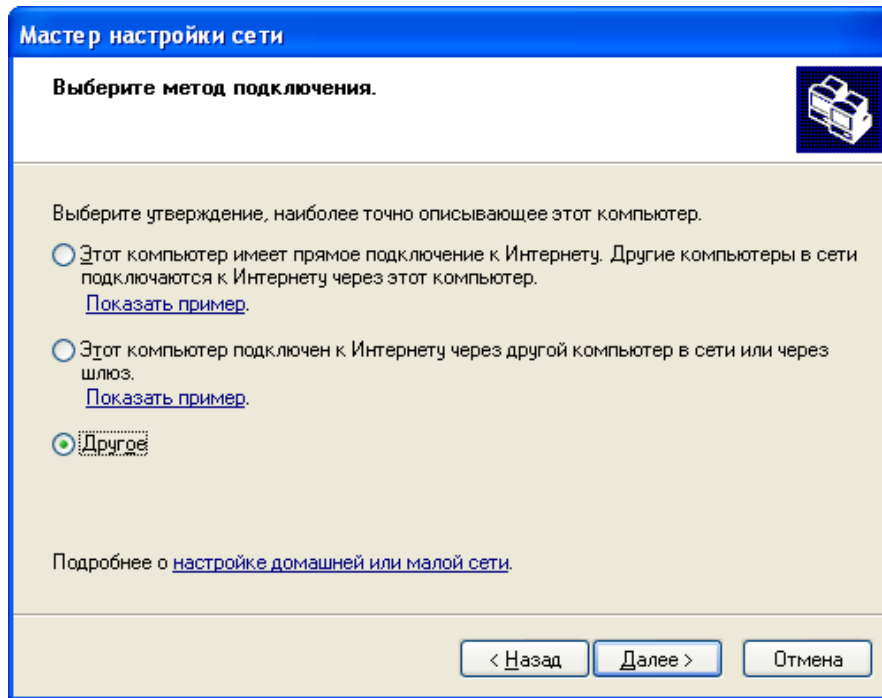 Мастер настройки сети
Выберите метод подключения.
Выберите утверждение, наиболее точно описывающее этот компьютер.
Этот компьютер имеет прямое подключение к Интернету. Другие компьютеры в сети
подключаются к Интернету через этот компьютер.
Показать пример.
Этот компьютер подключен к Интернету через другой компьютер в сети или через
шлюз.
Показать пример.
Другое
Подробнее о настройке домашней или малой сети.
< Назад Далее > Отмена